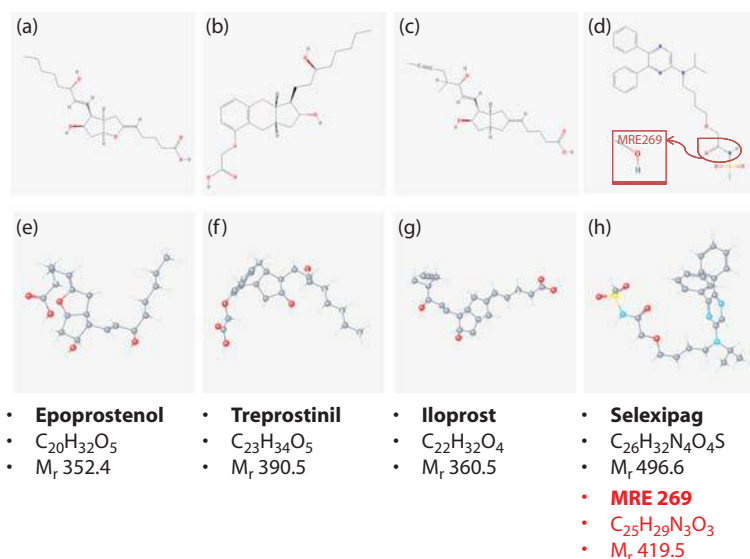 (a)
(b)
(c)
(d)
MRE269
(e)
(f)
(g)
(h)
• Epoprostenol
• C20H32O5
• Mr 352.4
• Treprostinil
• C23H34O5
• Mr 390.5
• Iloprost
• C22H32O4
• Mr 360.5
• Selexipag
• C26H32N4O4S
• Mr 496.6
• MRE 269
• C25H29N3O3
• Mr 419.5